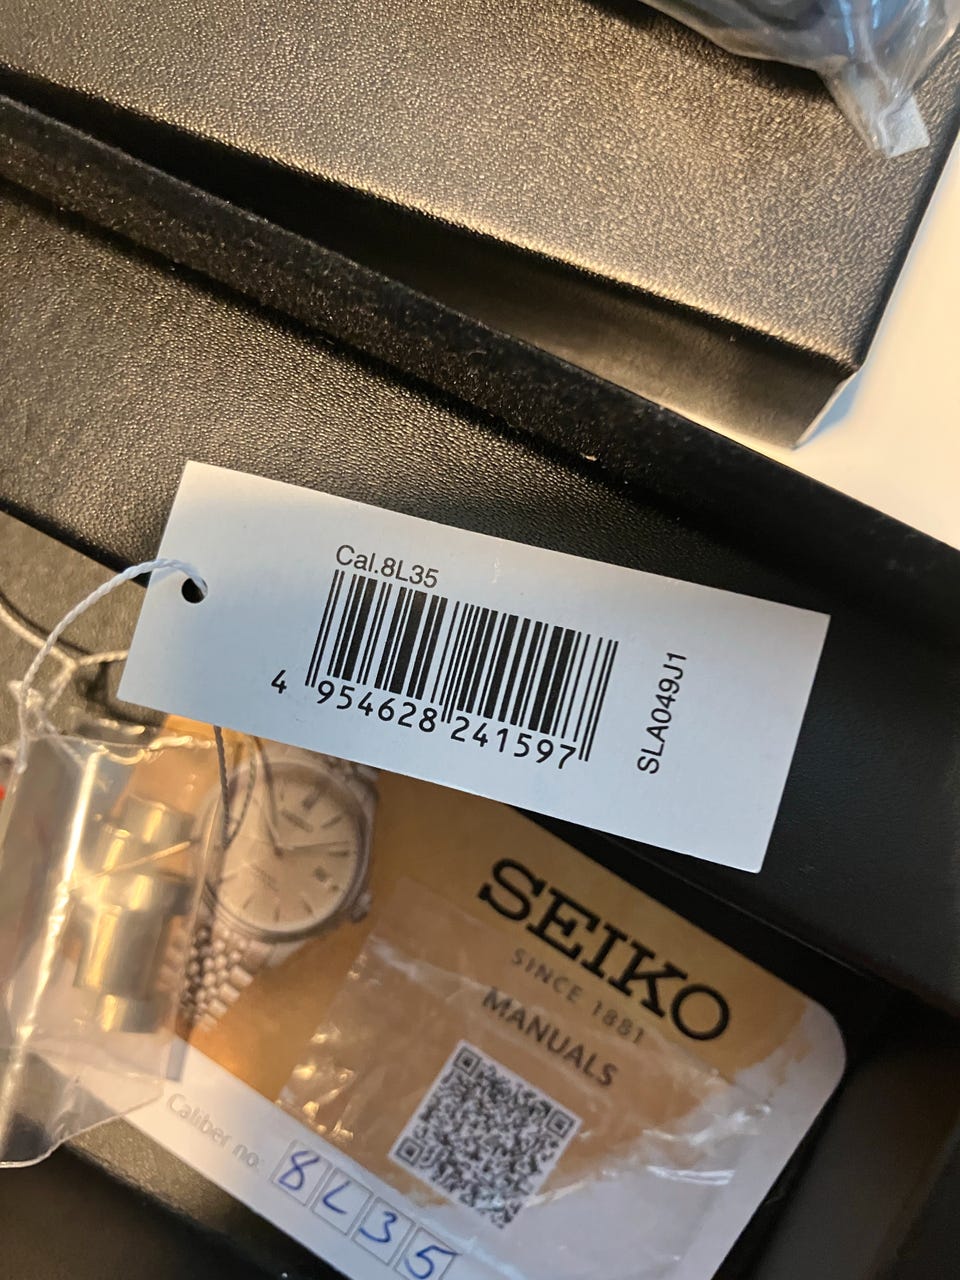 Cal.8L35
4 954628 241597
SLA049J1
SEIKO
SINCE 1881
MANUALS
Caliber no:
8L35